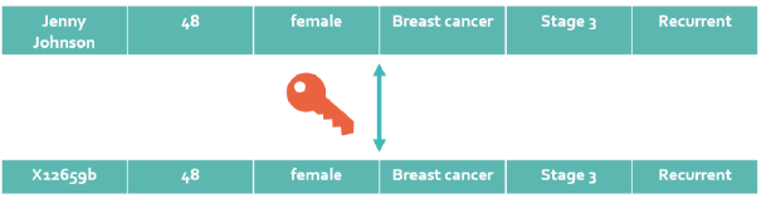 Jenny Johnson 48 female Breast cancer Stage 3 Recurrent
X12659b 48 female Breast cancer Stage 3 Recurrent